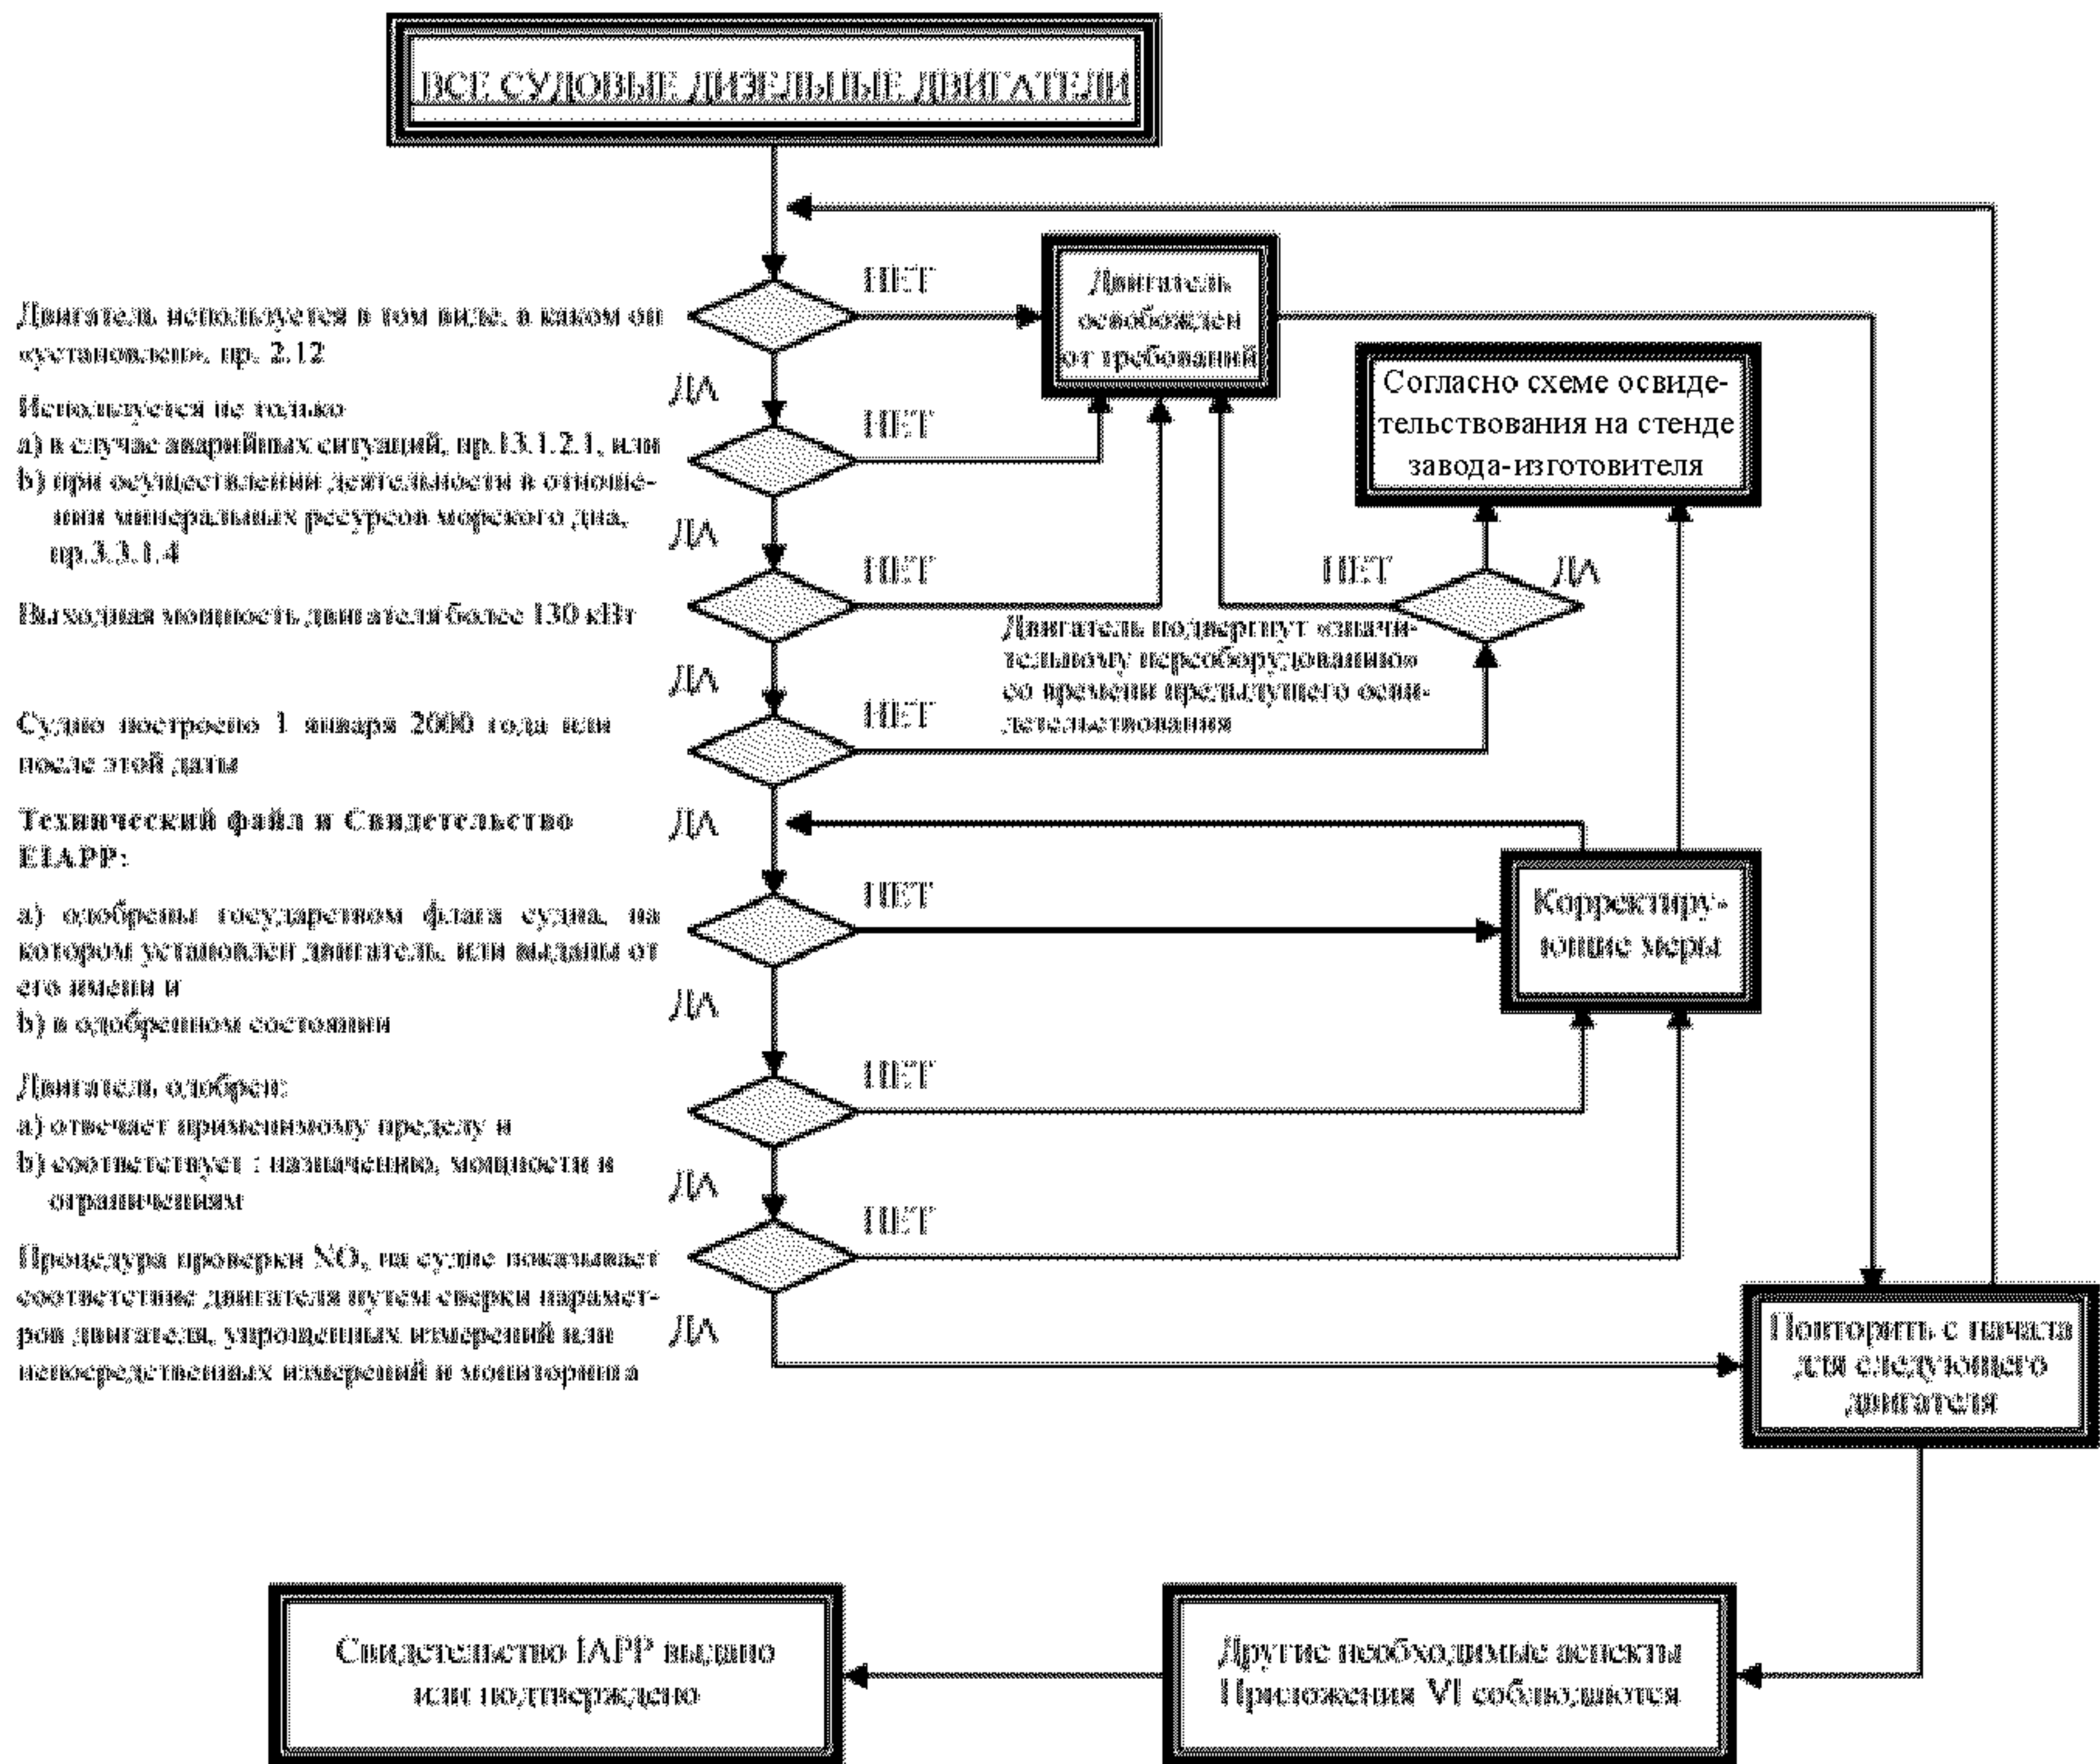 ВСЕ СУДОВЫЕ ДИЗЕЛЬНЫЕ ДВИГАТЕЛИ
НЕТ
Двигатель
освобожден
от требований
Двигатель используется в том виде, в каком он
«установлен», пр. 2.12
ДА
Согласно схеме освиде-
тельствования на стенде
завода-изготовителя
Используется не только
a) в случае аварийных ситуаций, пр.13.1.2.1, или
b) при осуществлении деятельности в отноше-
нии минеральных ресурсов морского дна,
пр.3.3.1.4
НЕТ
ДА
НЕТ
НЕТ
ДА
Выходная мощность двигателя более 130 кВт
Двигатель подвергнут «значи-
тельному переоборудованию»
со времени предыдущего осви-
детельствования
ДА
НЕТ
Судно построено 1 января 2000 года или
после этой даты
Технический файл и Свидетельство
EIAPP:
ДА
НЕТ
Корректиру-
ющие меры
a) одобрены государством флага судна, на
котором установлен двигатель, или выданы от
его имени и
b) в одобренном состоянии
ДА
НЕТ
Двигатель одобрен:
a) отвечает применимому пределу и
b) соответствует : назначению, мощности и
ограничениям
ДА
НЕТ
Процедура проверки NOₓ на судне показывает
соответствие двигателя путем сверки парамет-
ров двигателя, упрощенных измерений или
непосредственных измерений и мониторинга
ДА
Повторить с начала
для следующего
двигателя
Свидетельство IAPP выдано
или подтверждено
Другие необходимые аспекты
Приложения VI соблюдаются